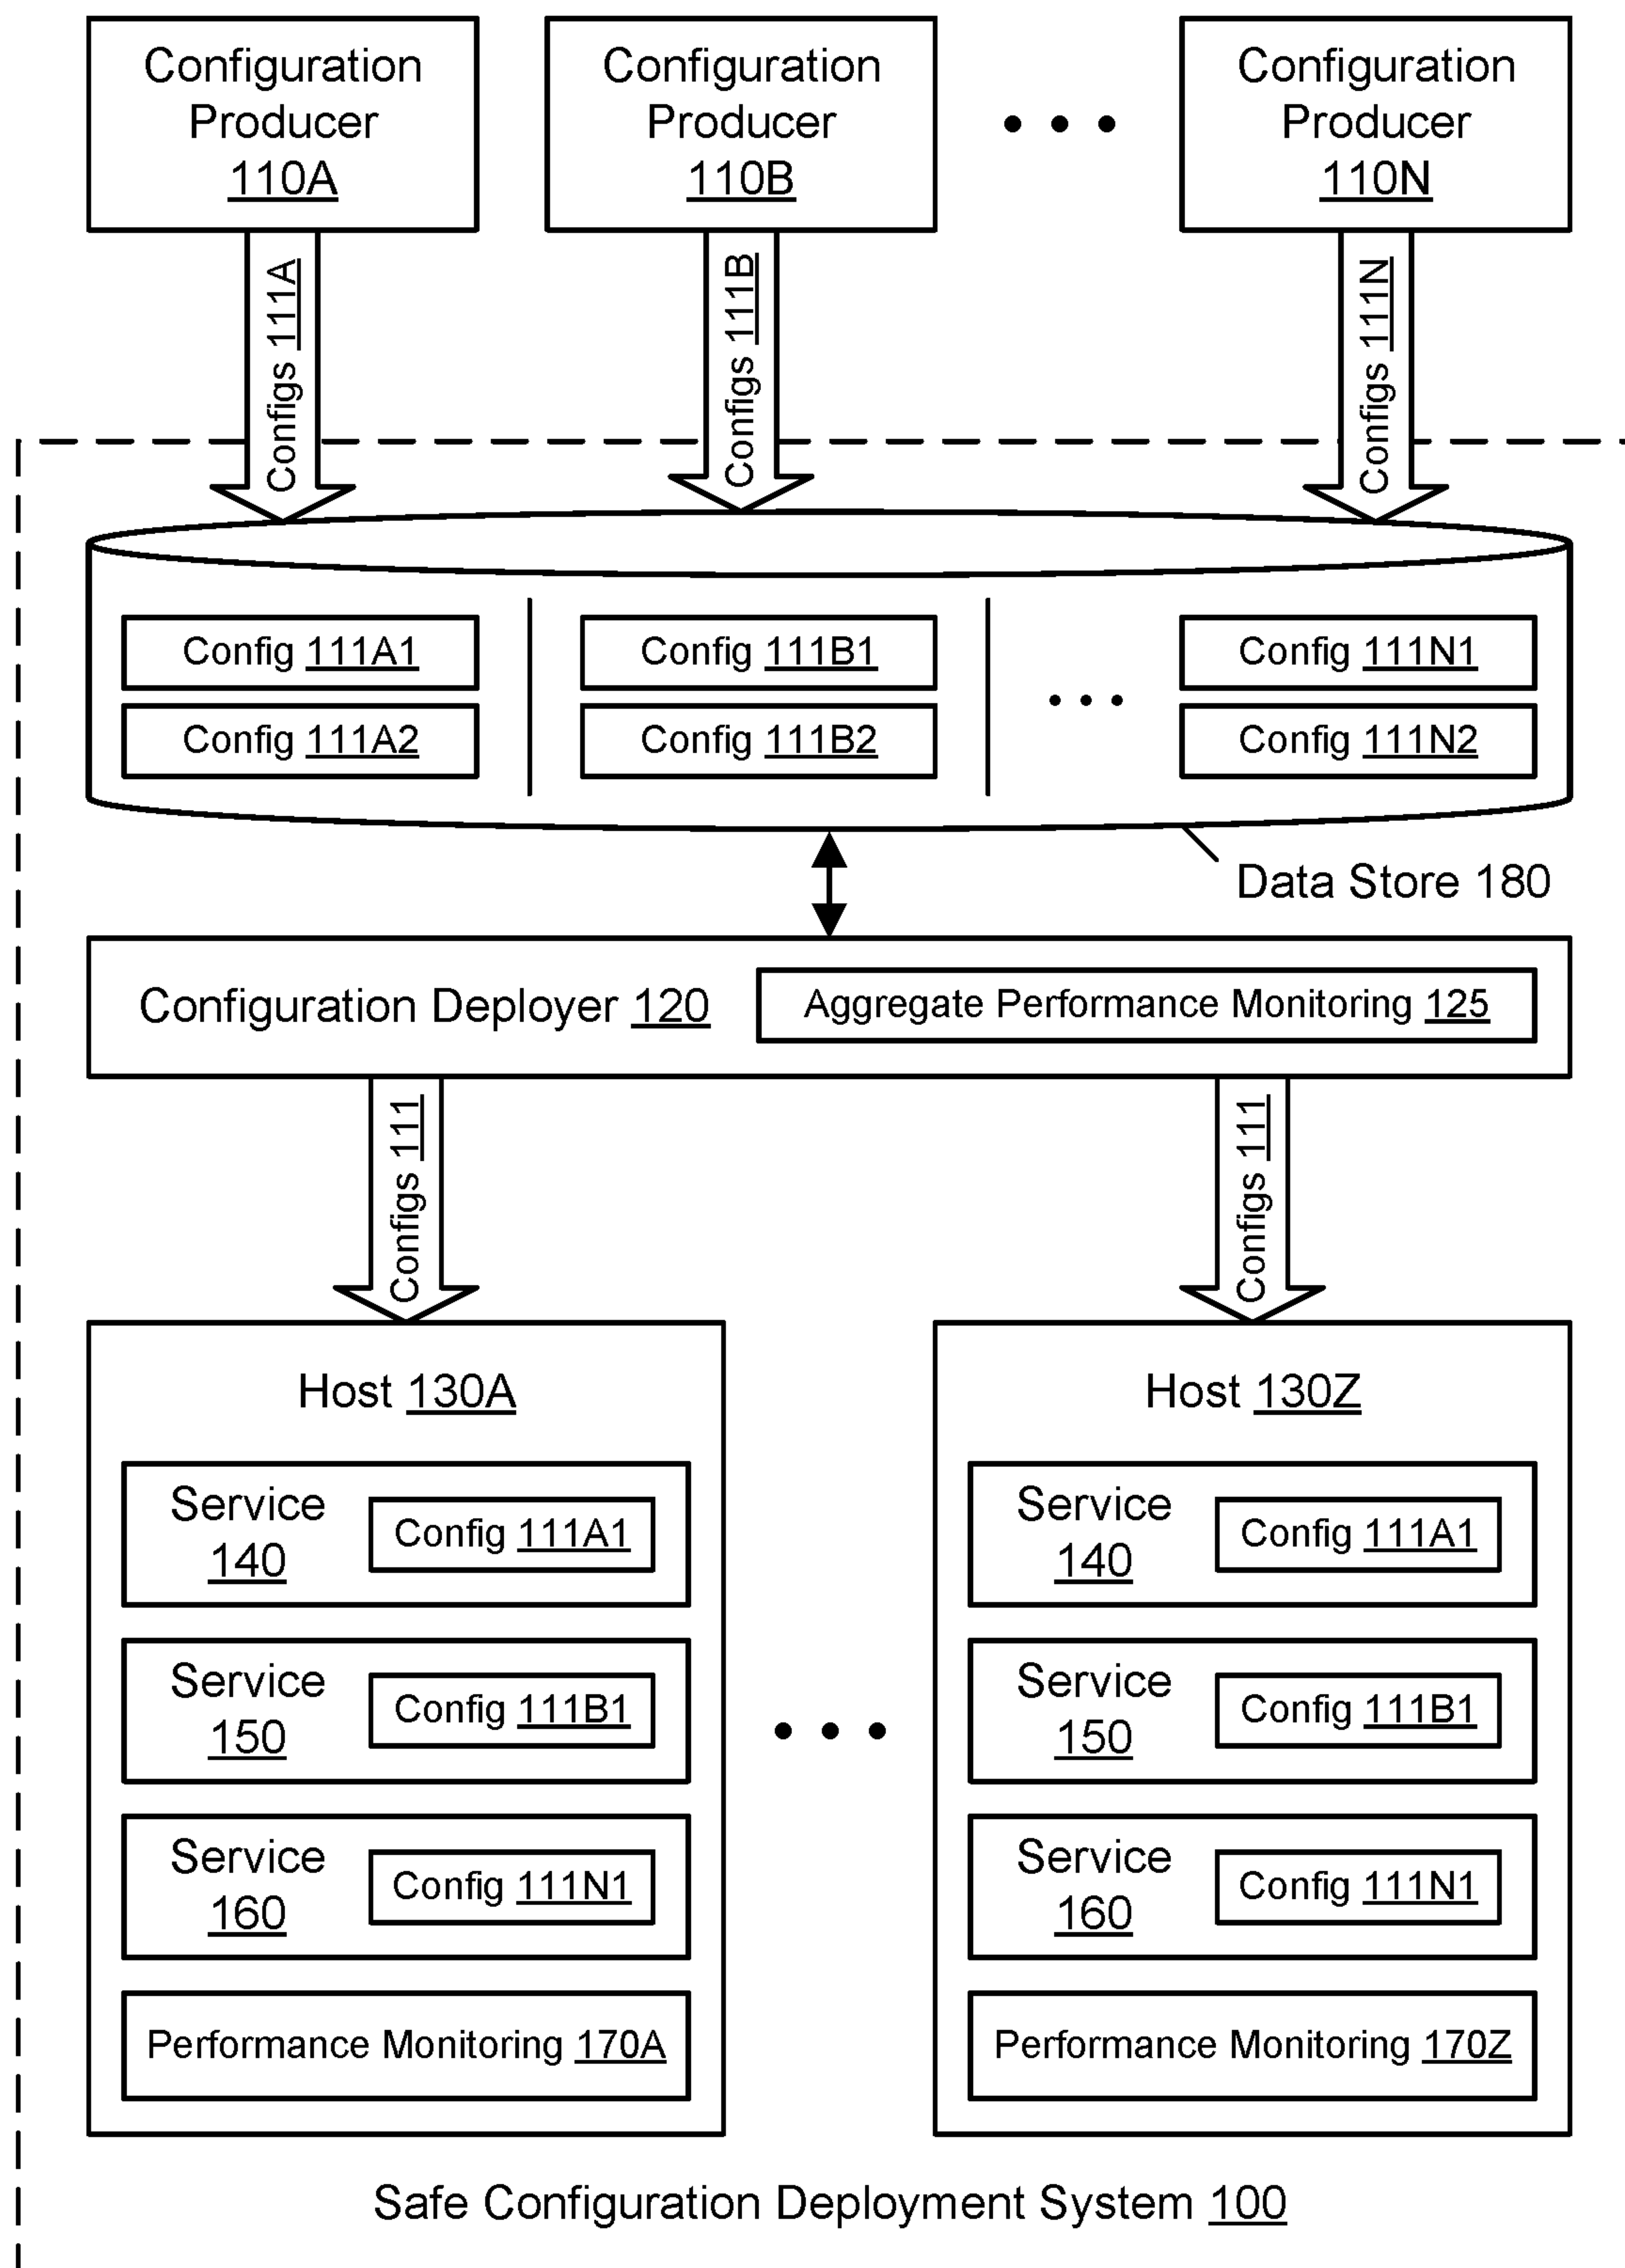 Configuration
Producer
110A
Configuration
Producer
110B
Configuration
Producer
110N
Configs 111A
Configs 111B
Configs 111N
Config 111A1
Config 111B1
Config 111N1
Config 111A2
Config 111B2
Config 111N2
Data Store 180
Configuration Deployer 120
Aggregate Performance Monitoring 125
Configs 111
Configs 111
Host 130A
Service
140
Config 111A1
Service
150
Config 111B1
Service
160
Config 111N1
Performance Monitoring 170A
Host 130Z
Service
140
Config 111A1
Service
150
Config 111B1
Service
160
Config 111N1
Performance Monitoring 170Z
Safe Configuration Deployment System 100